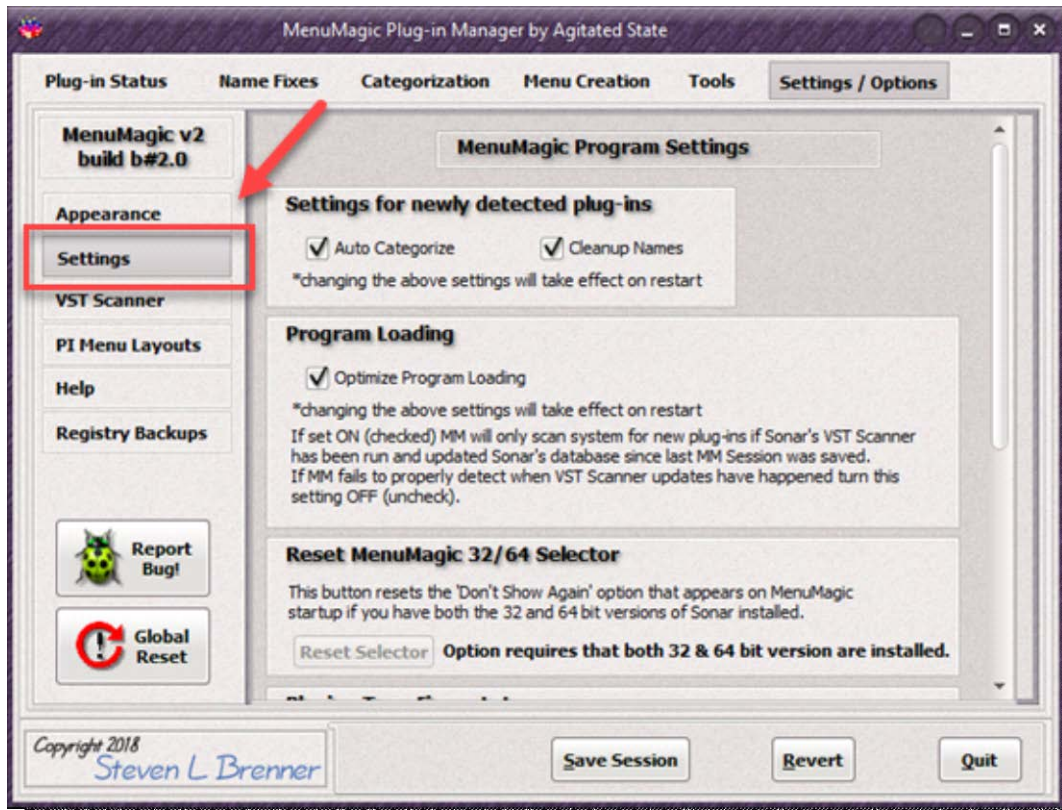 MenuMagic Plug-in Manager by Agitated State
Plug-in Status Name Fixes Categorization Menu Creation Tools Settings / Options
MenuMagic v2
build b#2.0
Appearance
Settings
VST Scanner
PI Menu Layouts
Help
Registry Backups
Report
Bug!
Global
Reset
MenuMagic Program Settings
Settings for newly detected plug-ins
Auto Categorize Cleanup Names
*changing the above settings will take effect on restart
Program Loading
Optimize Program Loading
*changing the above settings will take effect on restart
If set ON (checked) MM will only scan system for new plug-ins if Sonar's VST Scanner
has been run and updated Sonar's database since last MM Session was saved.
If MM fails to properly detect when VST Scanner updates have happened turn this
setting OFF (uncheck).
Reset MenuMagic 32/64 Selector
This button resets the 'Don't Show Again' option that appears on MenuMagic
startup if you have both the 32 and 64 bit versions of Sonar installed.
Reset Selector Option requires that both 32 & 64 bit version are installed.
Copyright 2018
Steven L Brenner
Save Session Revert Quit